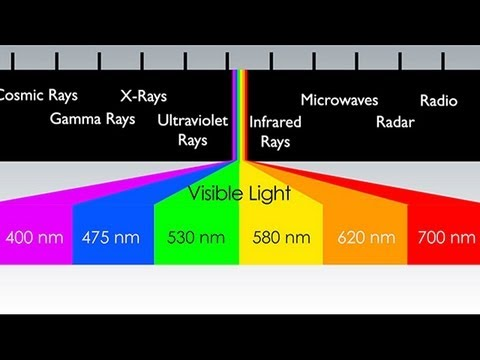 Cosmic Rays
Gamma Rays
X-Rays
Ultraviolet
Rays
Infrared
Rays
Microwaves
Radar
Radio
Visible Light
400 nm
475 nm
530 nm
580 nm
620 nm
700 nm